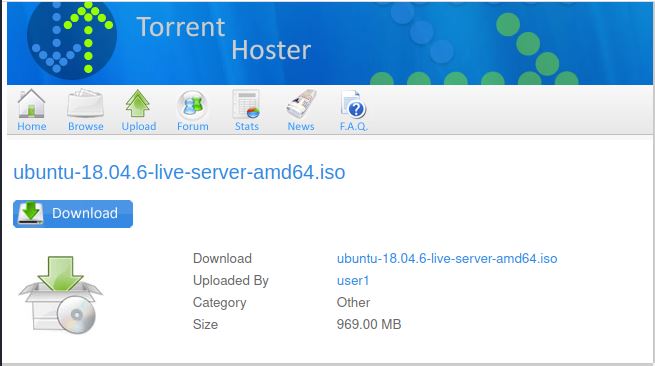 Torrent
Hoster
Home Browse Upload Forum Stats News F.A.Q.
ubuntu-18.04.6-live-server-amd64.iso
Download
Download ubuntu-18.04.6-live-server-amd64.iso
Uploaded By user1
Category Other
Size 969.00 MB